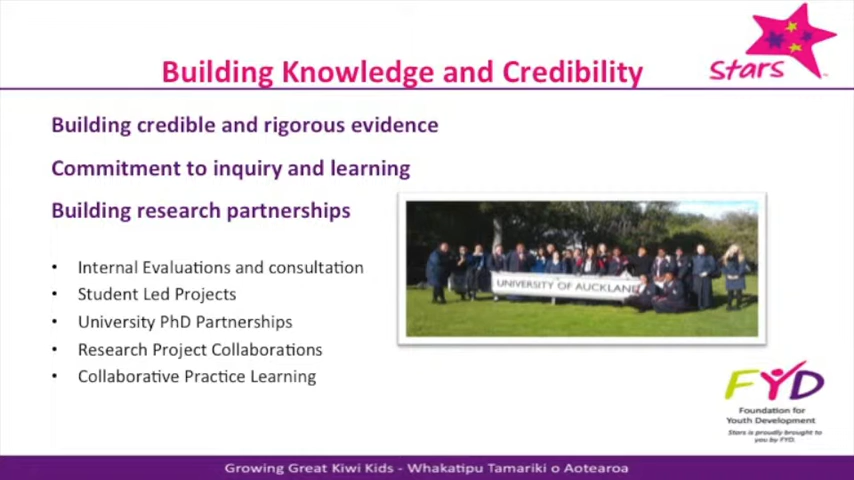 Stars
Building Knowledge and Credibility
Building credible and rigorous evidence
Commitment to inquiry and learning
Building research partnerships
• Internal Evaluations and consultation
• Student Led Projects
• University PhD Partnerships
• Research Project Collaborations
• Collaborative Practice Learning
UNIVERSITY OF AUCKLAND
FYD
Foundation for
Youth Development
Stars is proudly brought to
you by FYD.
Growing Great Kiwi Kids - Whakatipu Tamariki o Aotearoa